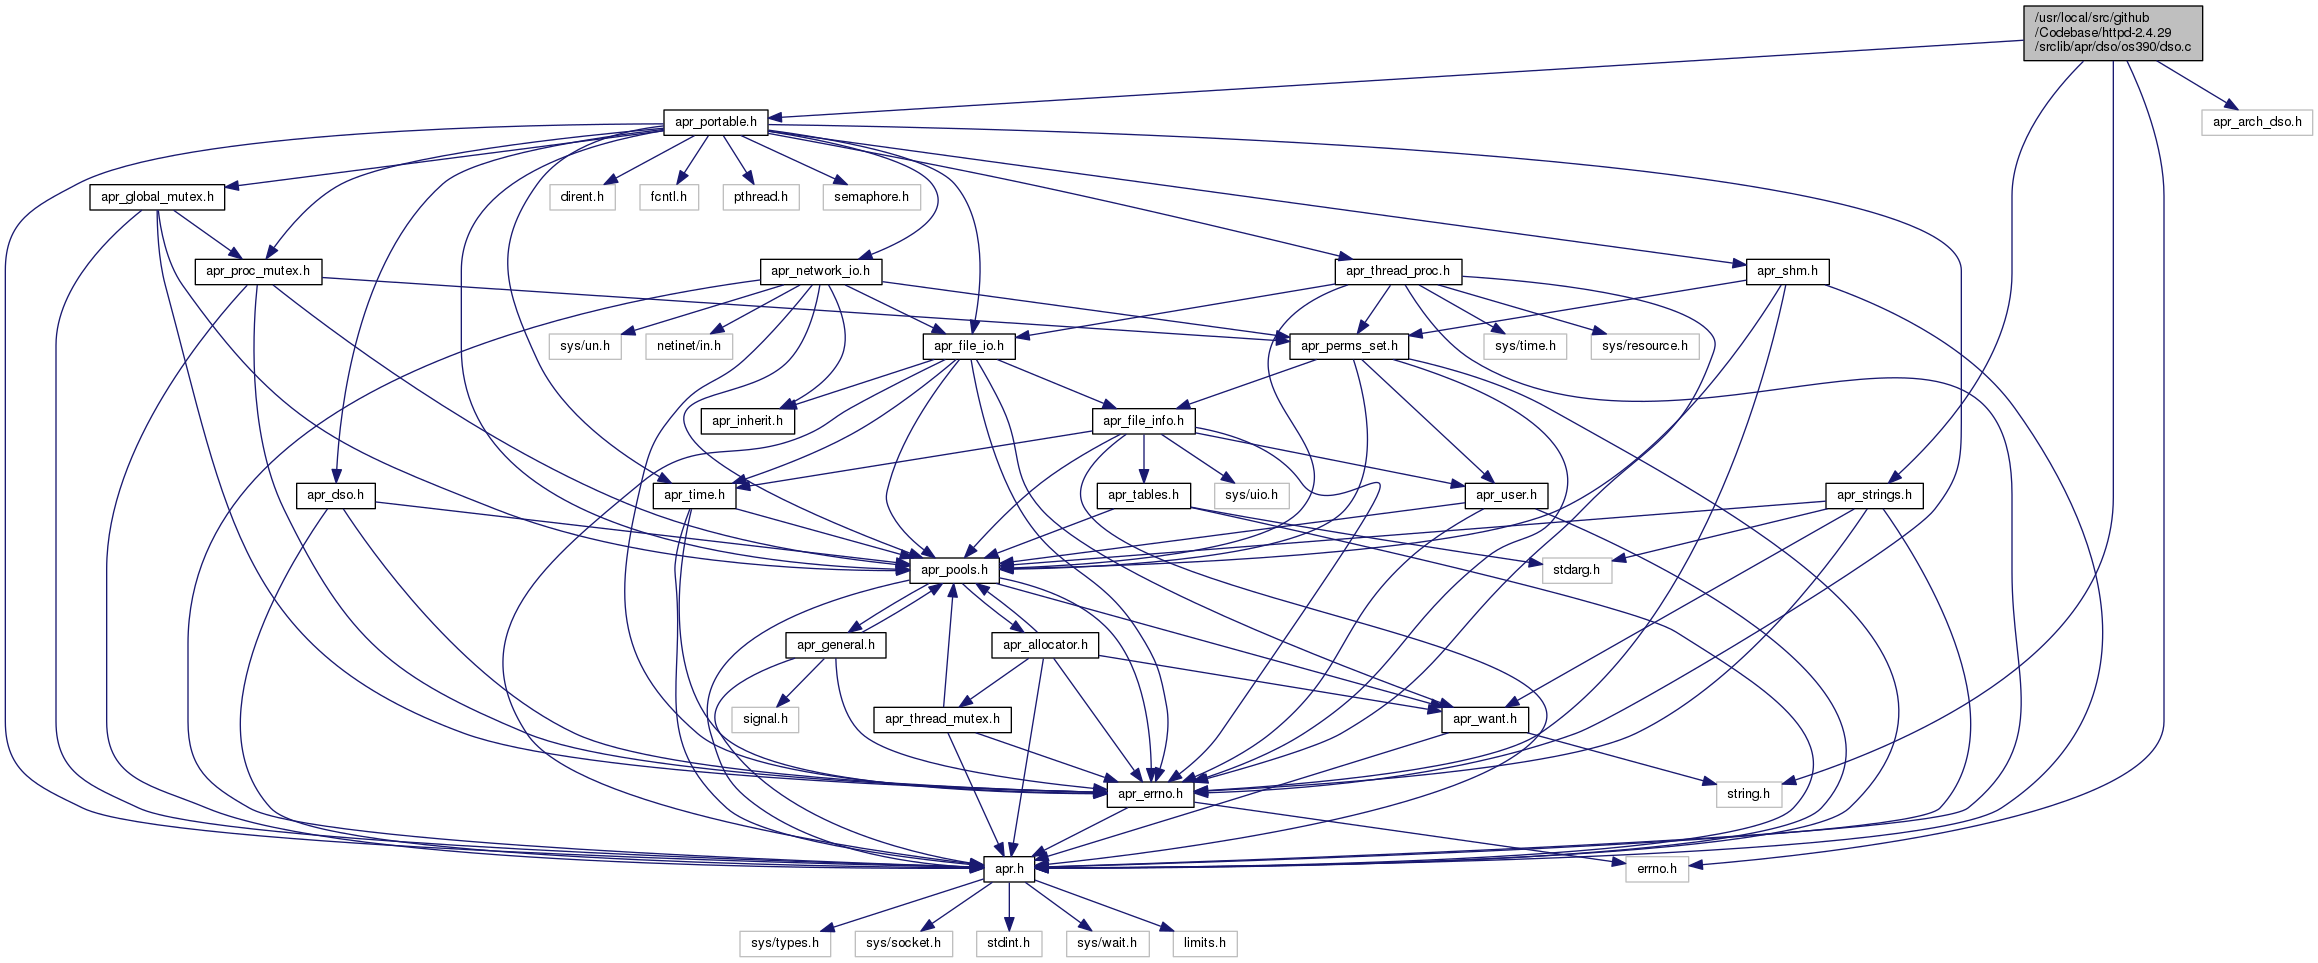 /usr/local/src/github
/Codebase/httpd-2.4.29
/srclib/apr/dso/os390/dso.c
apr_portable.h
apr_arch_dso.h
apr_global_mutex.h
dirent.h
fcntl.h
pthread.h
semaphore.h
apr_proc_mutex.h
apr_network_io.h
apr_thread_proc.h
apr_shm.h
sys/un.h
netinet/in.h
apr_file_io.h
apr_perms_set.h
sys/time.h
sys/resource.h
apr_inherit.h
apr_file_info.h
apr_dso.h
apr_time.h
apr_tables.h
sys/uio.h
apr_user.h
apr_strings.h
apr_pools.h
stdarg.h
apr_general.h
apr_allocator.h
signal.h
apr_thread_mutex.h
apr_want.h
apr_errno.h
string.h
apr.h
errno.h
sys/types.h
sys/socket.h
stdint.h
sys/wait.h
limits.h